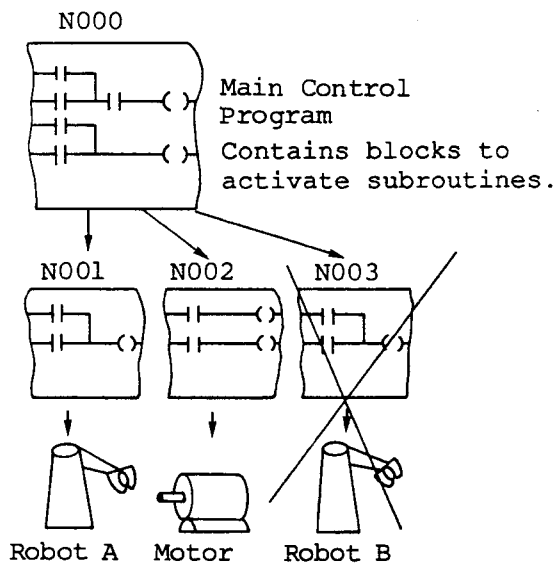 N000
Main Control
Program
Contains blocks to
activate subroutines.
N001 N002 N003
Robot A Motor Robot B